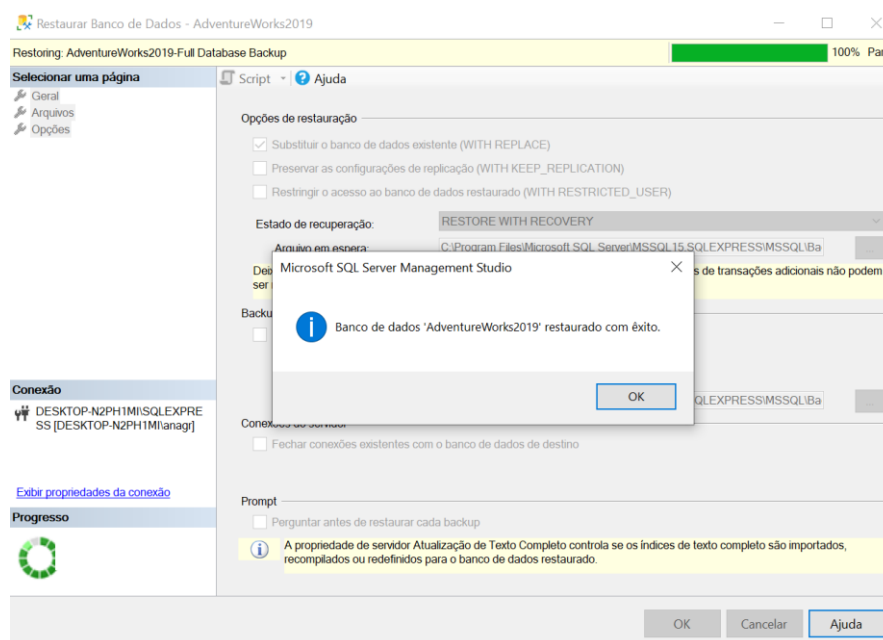 Restaurar Banco de Dados - AdventureWorks2019
Restoring: AdventureWorks2019-Full Database Backup
100%
Selecionar uma página
Geral
Arquivos
Opções
Script
Ajuda
Opções de restauração
Substituir o banco de dados existente (WITH REPLACE)
Preservar as configurações de replicação (WITH KEEP_REPLICATION)
Restringir o acesso ao banco de dados restaurado (WITH RESTRICTED_USER)
Estado de recuperação:
RESTORE WITH RECOVERY
Arquivo em espera:
C:\Program Files\Microsoft SQL Server\MSSQL15.SQLEXPRESS\MSSQL\Ba
s de transações adicionais não podem
ser
Microsoft SQL Server Management Studio
Banco de dados 'AdventureWorks2019' restaurado com êxito.
OK
QLEXPRESS\MSSQL\Ba
Fechar conexões existentes com o banco de dados de destino
Conexão
DESKTOP-N2PH1MI\SQLEXPRE
SS [DESKTOP-N2PH1MI\anagr]
Exibir propriedades da conexão
Progresso
Prompt
Perguntar antes de restaurar cada backup
A propriedade de servidor Atualização de Texto Completo controla se os índices de texto completo são importados,
recompilados ou redefinidos para o banco de dados restaurado.
OK
Cancelar
Ajuda